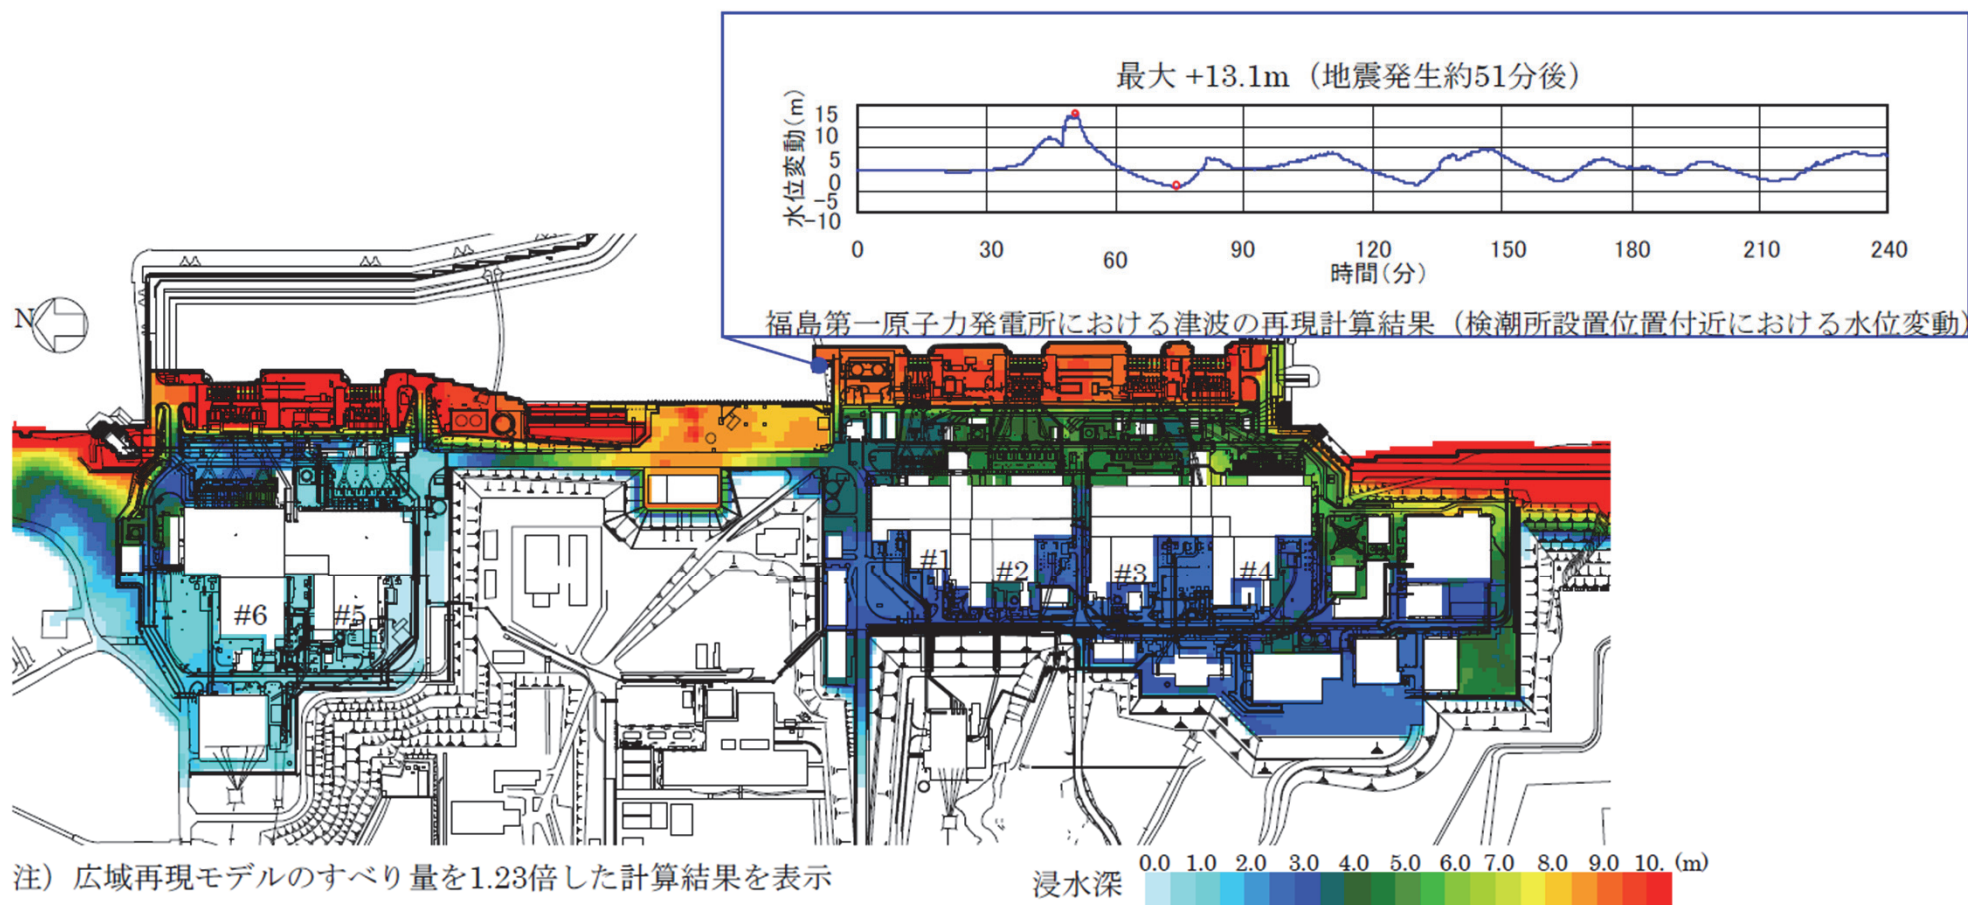 最大 +13.1m（地震発生約51分後）
水位変動(m)
15
10
5
0
-5
-10
0 30 60 90 120 150 180 210 240
時間(分)
福島第一原子力発電所における津波の再現計算結果（検潮所設置位置付近における水位変動）
N
#1
#2
#3
#4
#6
#5
注）広域再現モデルのすべり量を1.23倍した計算結果を表示
浸水深
0.0 1.0 2.0 3.0 4.0 5.0 6.0 7.0 8.0 9.0 10. (m)